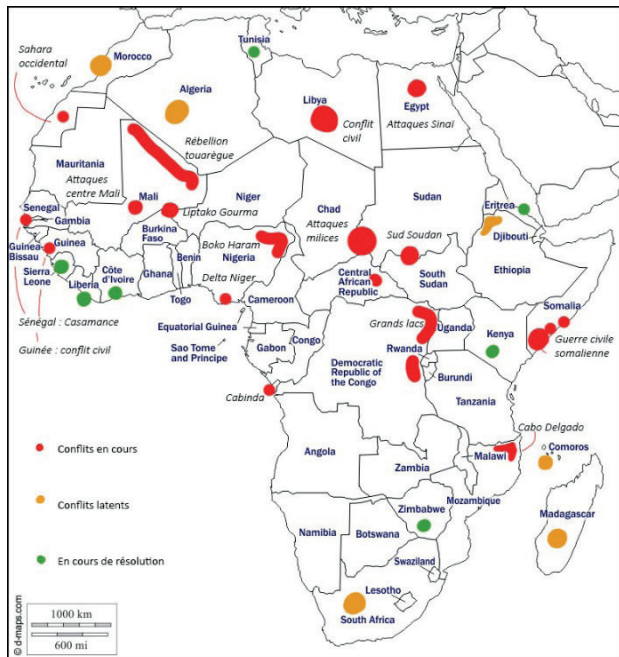 Sahara
occidental
Morocco
Tunisia
Algeria
Libya
Egypt
Conflit
civil
Attaques Sinaï
Rébellion
touarègue
Mauritania
Attaques
centre Mali
Mali
Niger
Chad
Attaques
milices
Sudan
Eritrea
Djibouti
Senegal
Gambia
Liptako Gourma
Burkina
Faso
Boko Haram
Nigeria
Sud Soudan
Guinea
Bissau
Guinea
Sierra
Leone
Liberia
Côte
d'Ivoire
Ghana
Benin
Togo
Delta Niger
Cameroon
Central
African
Republic
South
Sudan
Ethiopia
Somalia
Guerre civile
somalienne
Sénégal : Casamance
Guinée : conflit civil
Equatorial Guinea
Sao Tome
and Principe
Gabon
Congo
Grands lacs
Uganda
Kenya
Rwanda
Democratic
Republic of
the Congo
Burundi
Tanzania
Cabinda
Cabo Delgado
Angola
Malawi
Comoros
Zambia
Mozambique
Zimbabwe
Madagascar
Namibia
Botswana
Swaziland
Lesotho
South Africa
Conflits en cours
Conflits latents
En cours de résolution
1000 km
600 mi
© d-maps.com